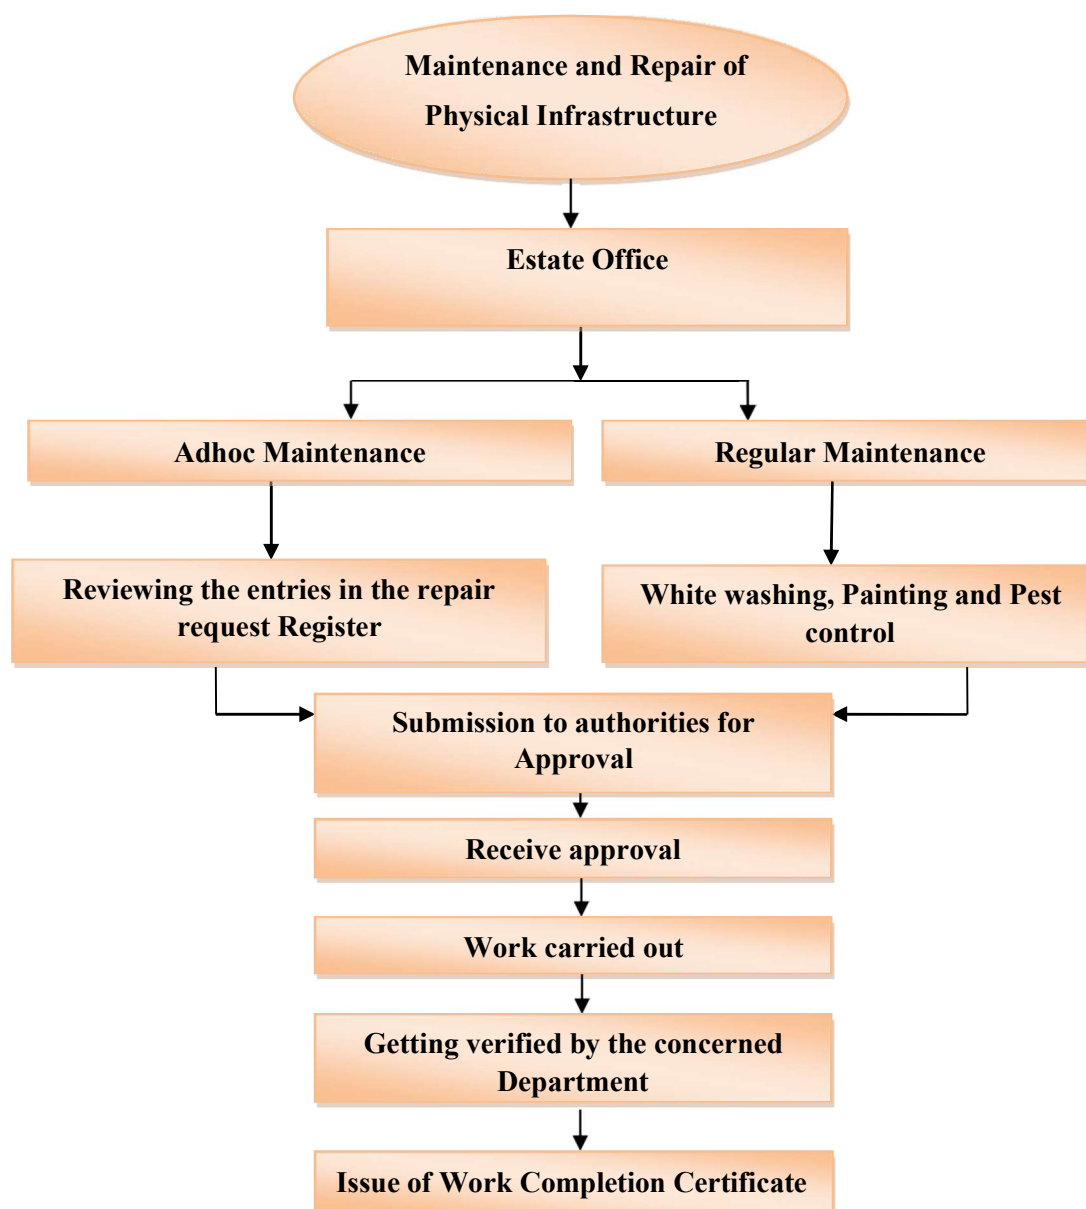 Maintenance and Repair of
Physical Infrastructure
Estate Office
Adhoc Maintenance
Regular Maintenance
Reviewing the entries in the repair
request Register
White washing, Painting and Pest
control
Submission to authorities for
Approval
Receive approval
Work carried out
Getting verified by the concerned
Department
Issue of Work Completion Certificate